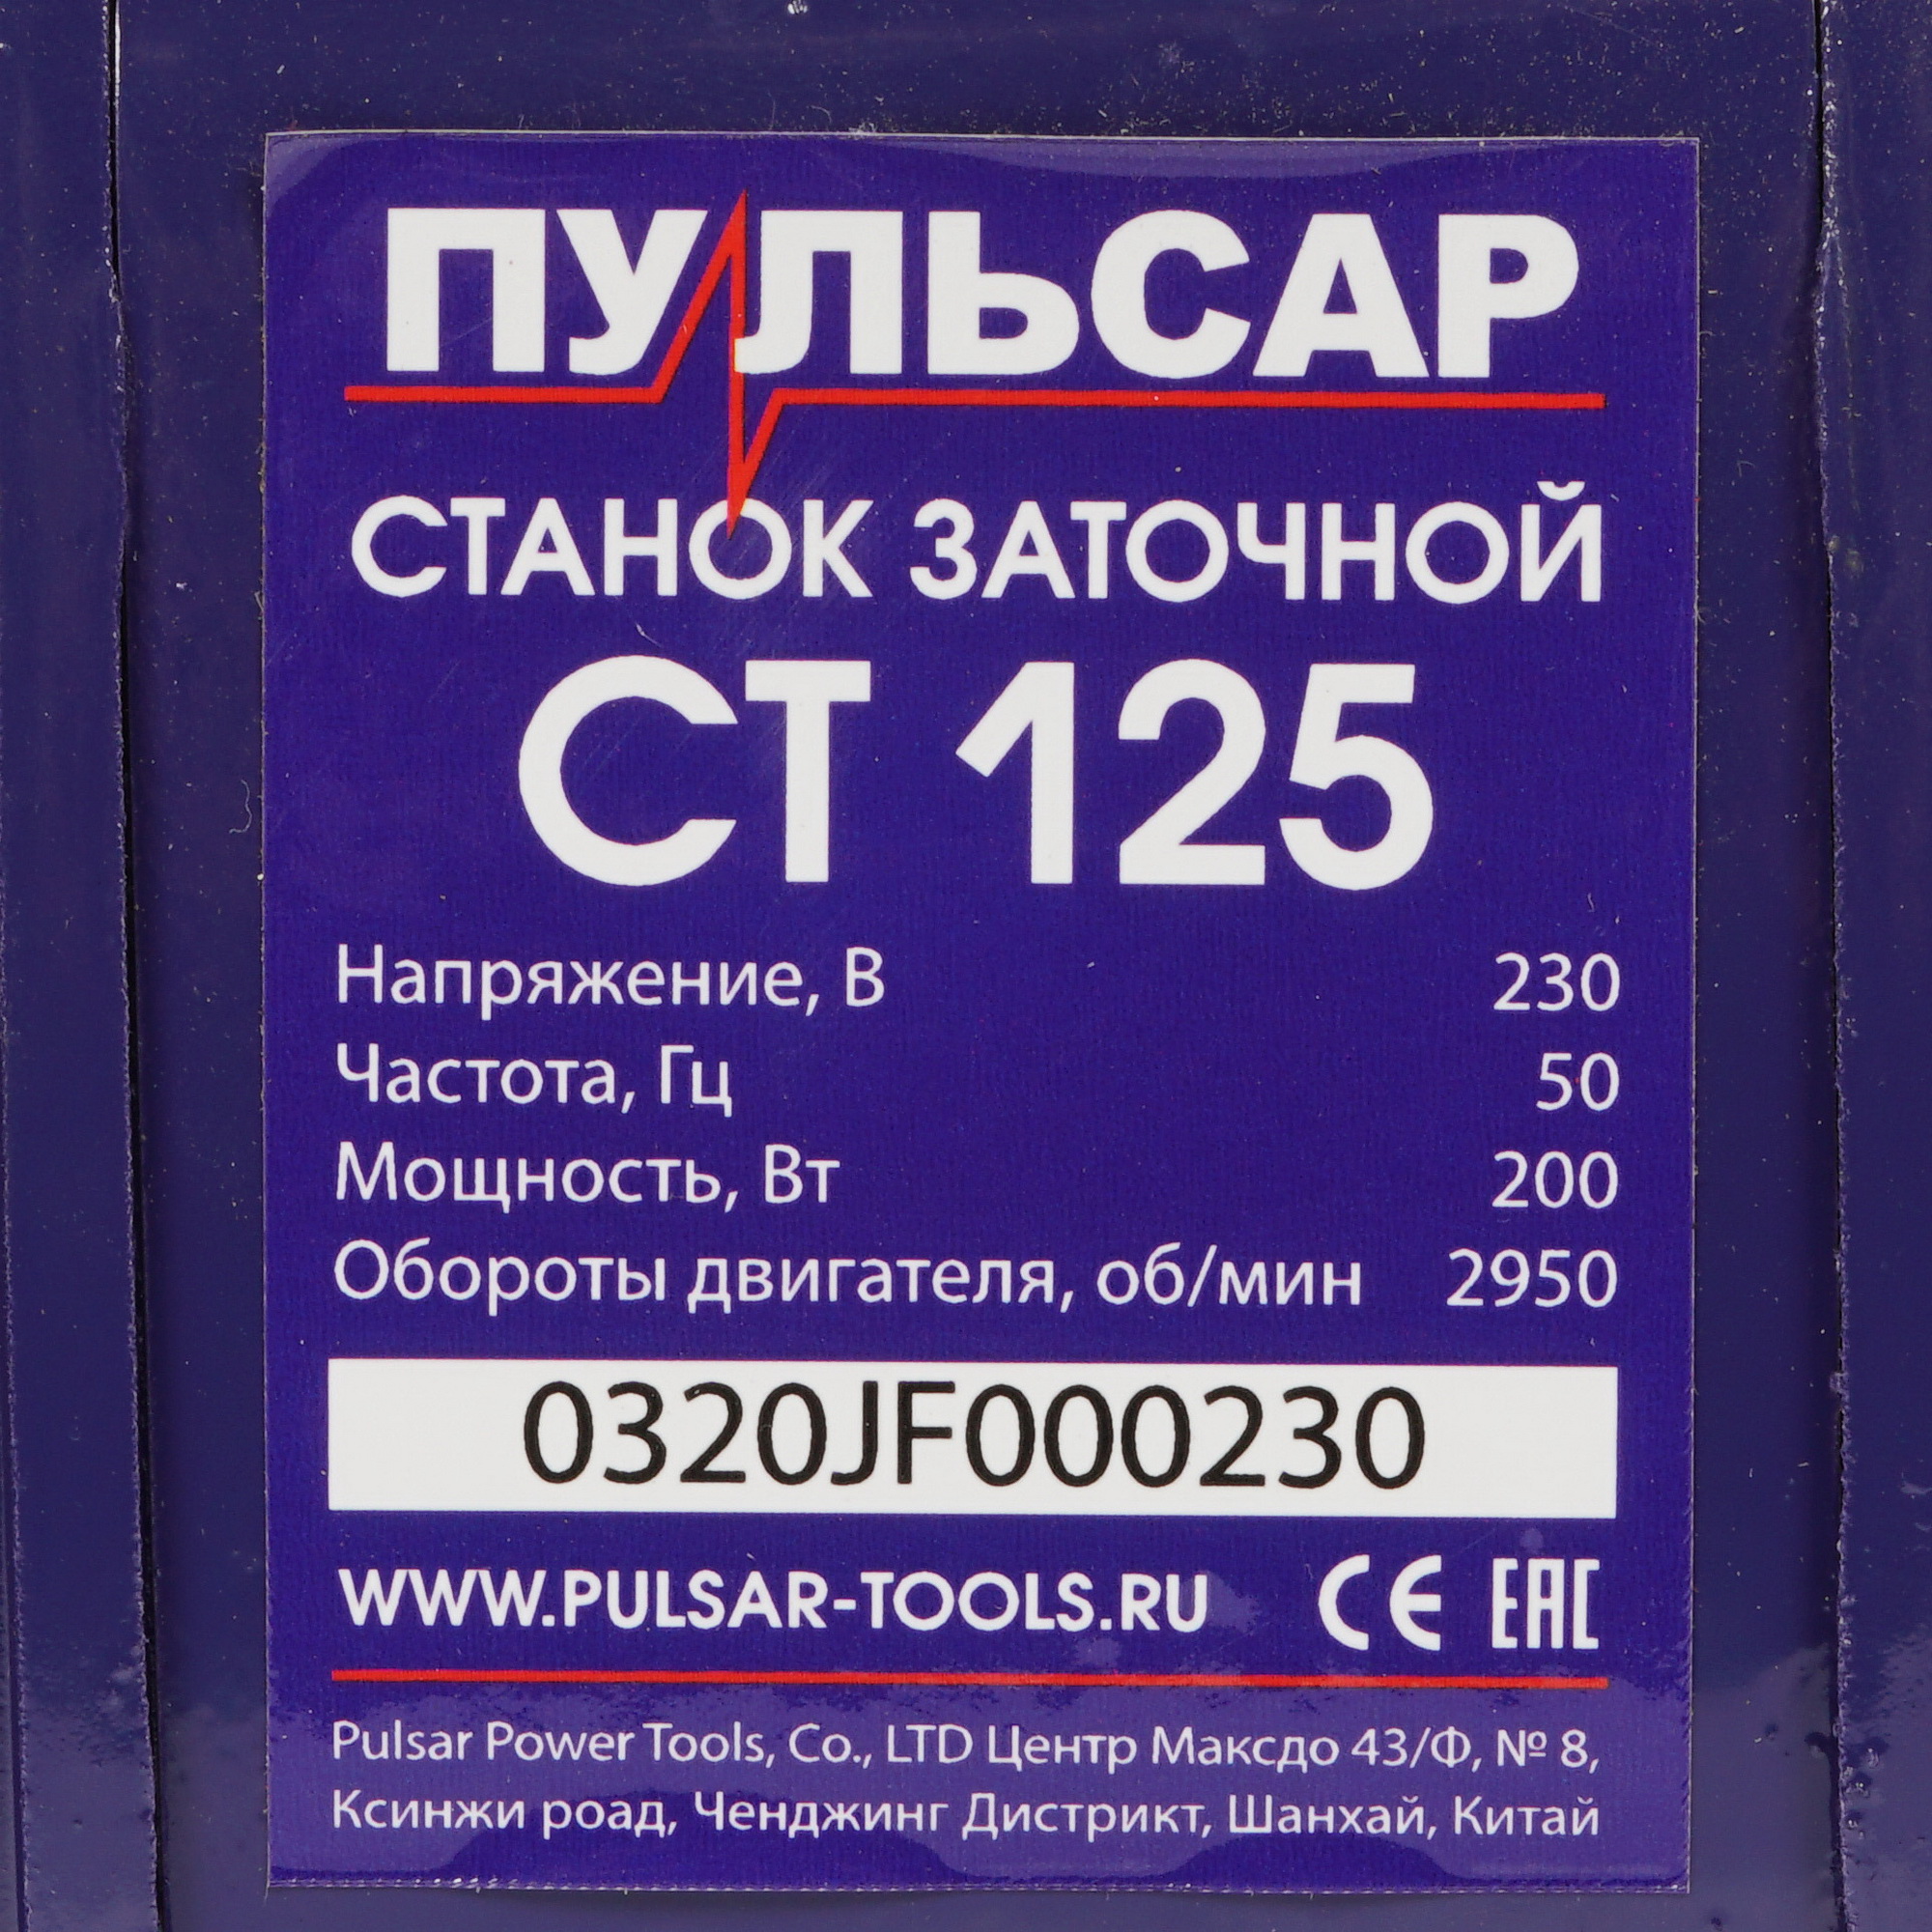 ПУЛЬСАР
СТАНОК ЗАТОЧНОЙ
СТ 125
Напряжение, В 230
Частота, Гц 50
Мощность, Вт 200
Обороты двигателя, об/мин 2950
0320JF000230
WWW.PULSAR-TOOLS.RU CE EAC
Pulsar Power Tools, Co., LTD Центр Максдо 43/Ф, № 8,
Ксинжи роад, Ченджинг Дистрикт, Шанхай, Китай